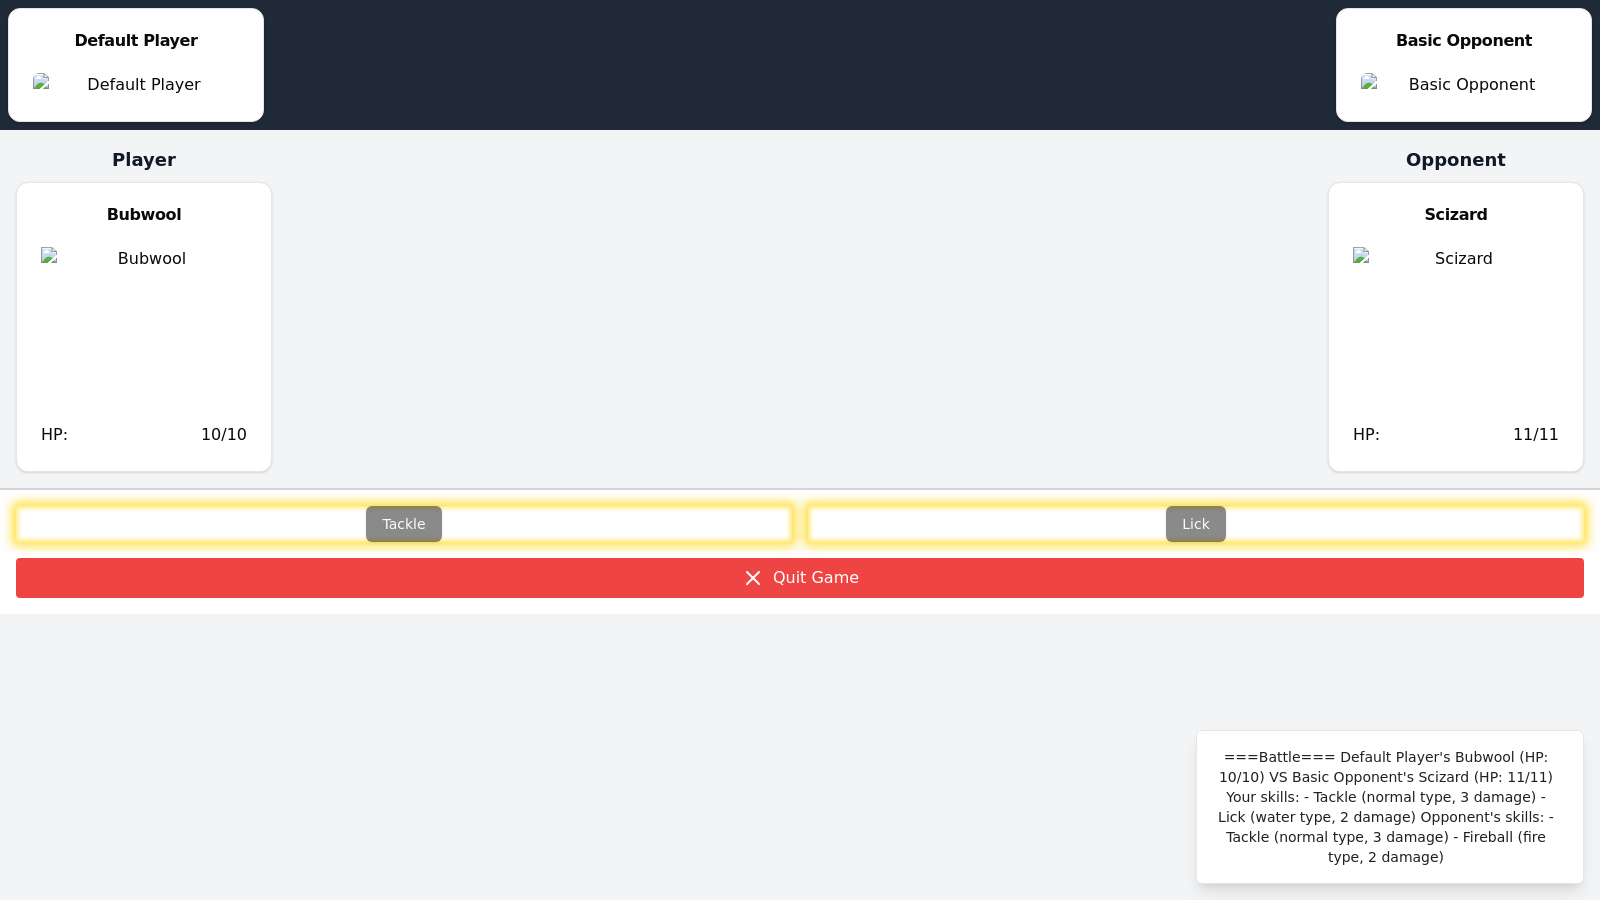 Default Player
Default Player
Basic Opponent
Basic Opponent
Player
Bubwool
Bubwool
HP: 10/10
Opponent
Scizard
Scizard
HP: 11/11
Tackle
Lick
Quit Game
===Battle=== Default Player's Bubwool (HP:
10/10) VS Basic Opponent's Scizard (HP: 11/11)
Your skills: - Tackle (normal type, 3 damage) -
Lick (water type, 2 damage) Opponent's skills: -
Tackle (normal type, 3 damage) - Fireball (fire
type, 2 damage)